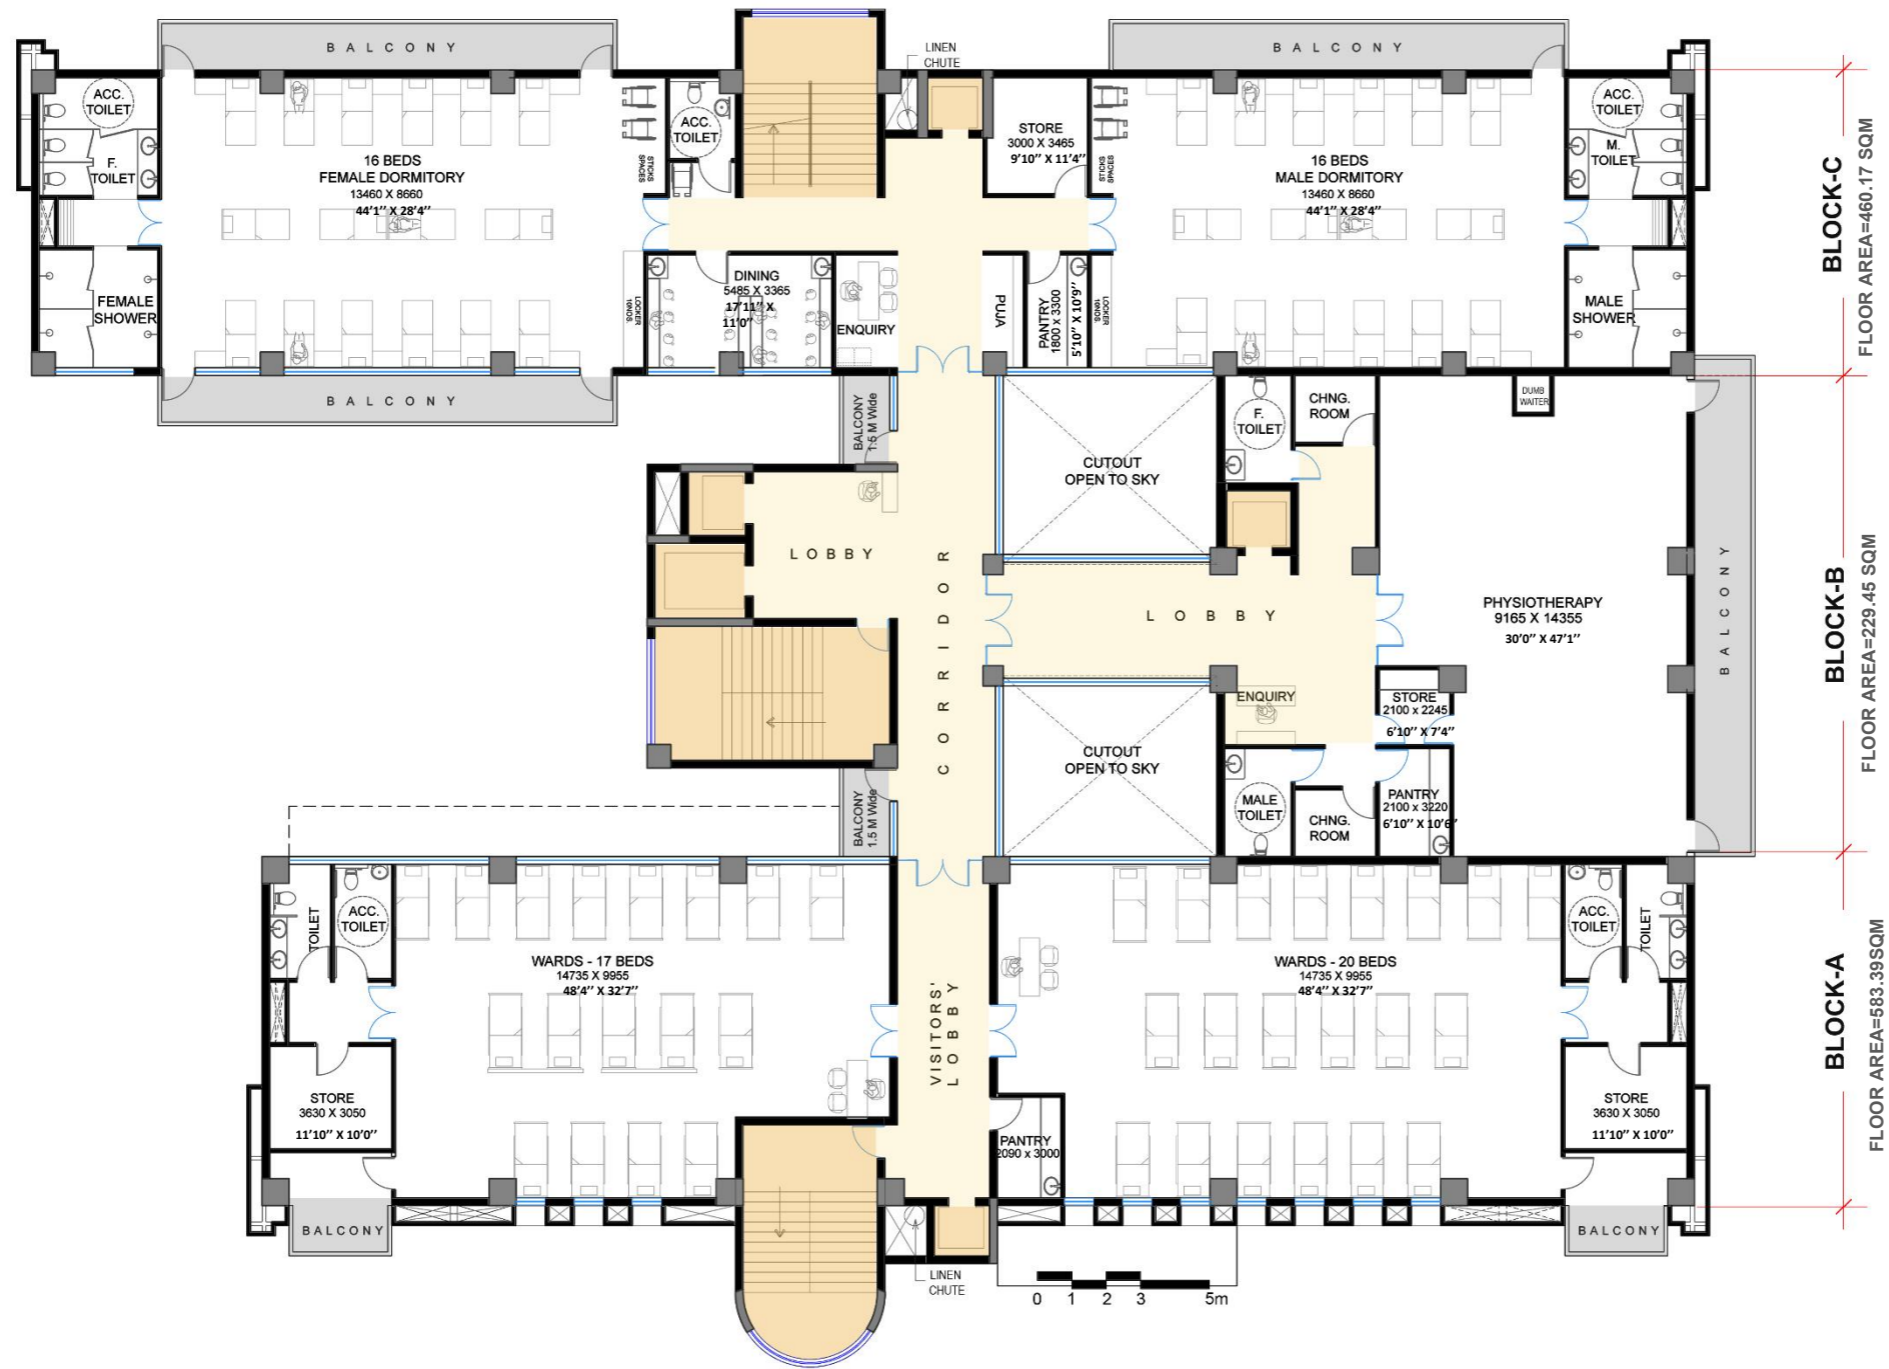 BALCONY
LINEN
CHUTE
BALCONY
ACC.
TOILET
F.
TOILET
16 BEDS
FEMALE DORMITORY
13460 X 8660
44'1'' X 28'4''
STICKS
SPACES
ACC.
TOILET
STORE
3000 X 3465
9'10'' X 11'4''
STICKS
SPACES
16 BEDS
MALE DORMITORY
13460 X 8660
44'1'' X 28'4''
ACC.
TOILET
M.
TOILET
BLOCK-C
FLOOR AREA=460.17 SQM
FEMALE
SHOWER
LOCKER
16NOS.
DINING
5485 X 3365
17'11'' X
11'0''
ENQUIRY
PUJA
PANTRY
1800 x 3300
5'10'' X 10'9''
LOCKER
16NOS.
MALE
SHOWER
BALCONY
BALCONY
1.5 M Wide
CUTOUT
OPEN TO SKY
F.
TOILET
CHNG.
ROOM
DUMB
WAITER
LOBBY
CORRIDOR
LOBBY
PHYSIOTHERAPY
9165 X 14355
30'0'' X 47'1''
BALCONY
BLOCK-B
FLOOR AREA=229.45 SQM
ENQUIRY
STORE
2100 x 2245
6'10'' X 7'4''
CUTOUT
OPEN TO SKY
BALCONY
1.5 M Wide
MALE
TOILET
CHNG.
ROOM
PANTRY
2100 x 3220
6'10'' X 10'6''
TOILET
ACC.
TOILET
WARDS - 17 BEDS
14735 X 9955
48'4'' X 32'7''
VISITORS'
LOBBY
WARDS - 20 BEDS
14735 X 9955
48'4'' X 32'7''
ACC.
TOILET
TOILET
BLOCK-A
FLOOR AREA=583.39SQM
STORE
3630 X 3050
11'10'' X 10'0''
PANTRY
2090 x 3000
STORE
3630 X 3050
11'10'' X 10'0''
BALCONY
LINEN
CHUTE
BALCONY
0 1 2 3 5m